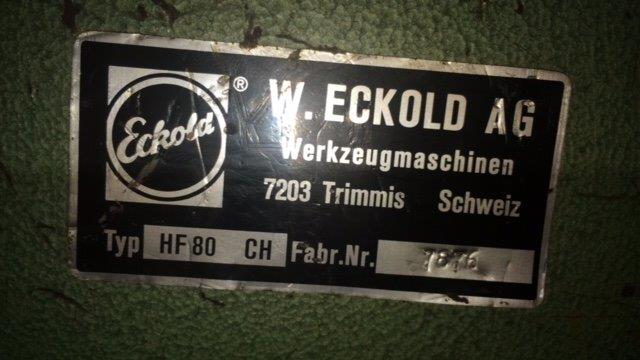 Eckold ®
W. ECKOLD AG
Werkzeugmaschinen
7203 Trimmis Schweiz
Typ HF 80 CH Fabr.Nr.